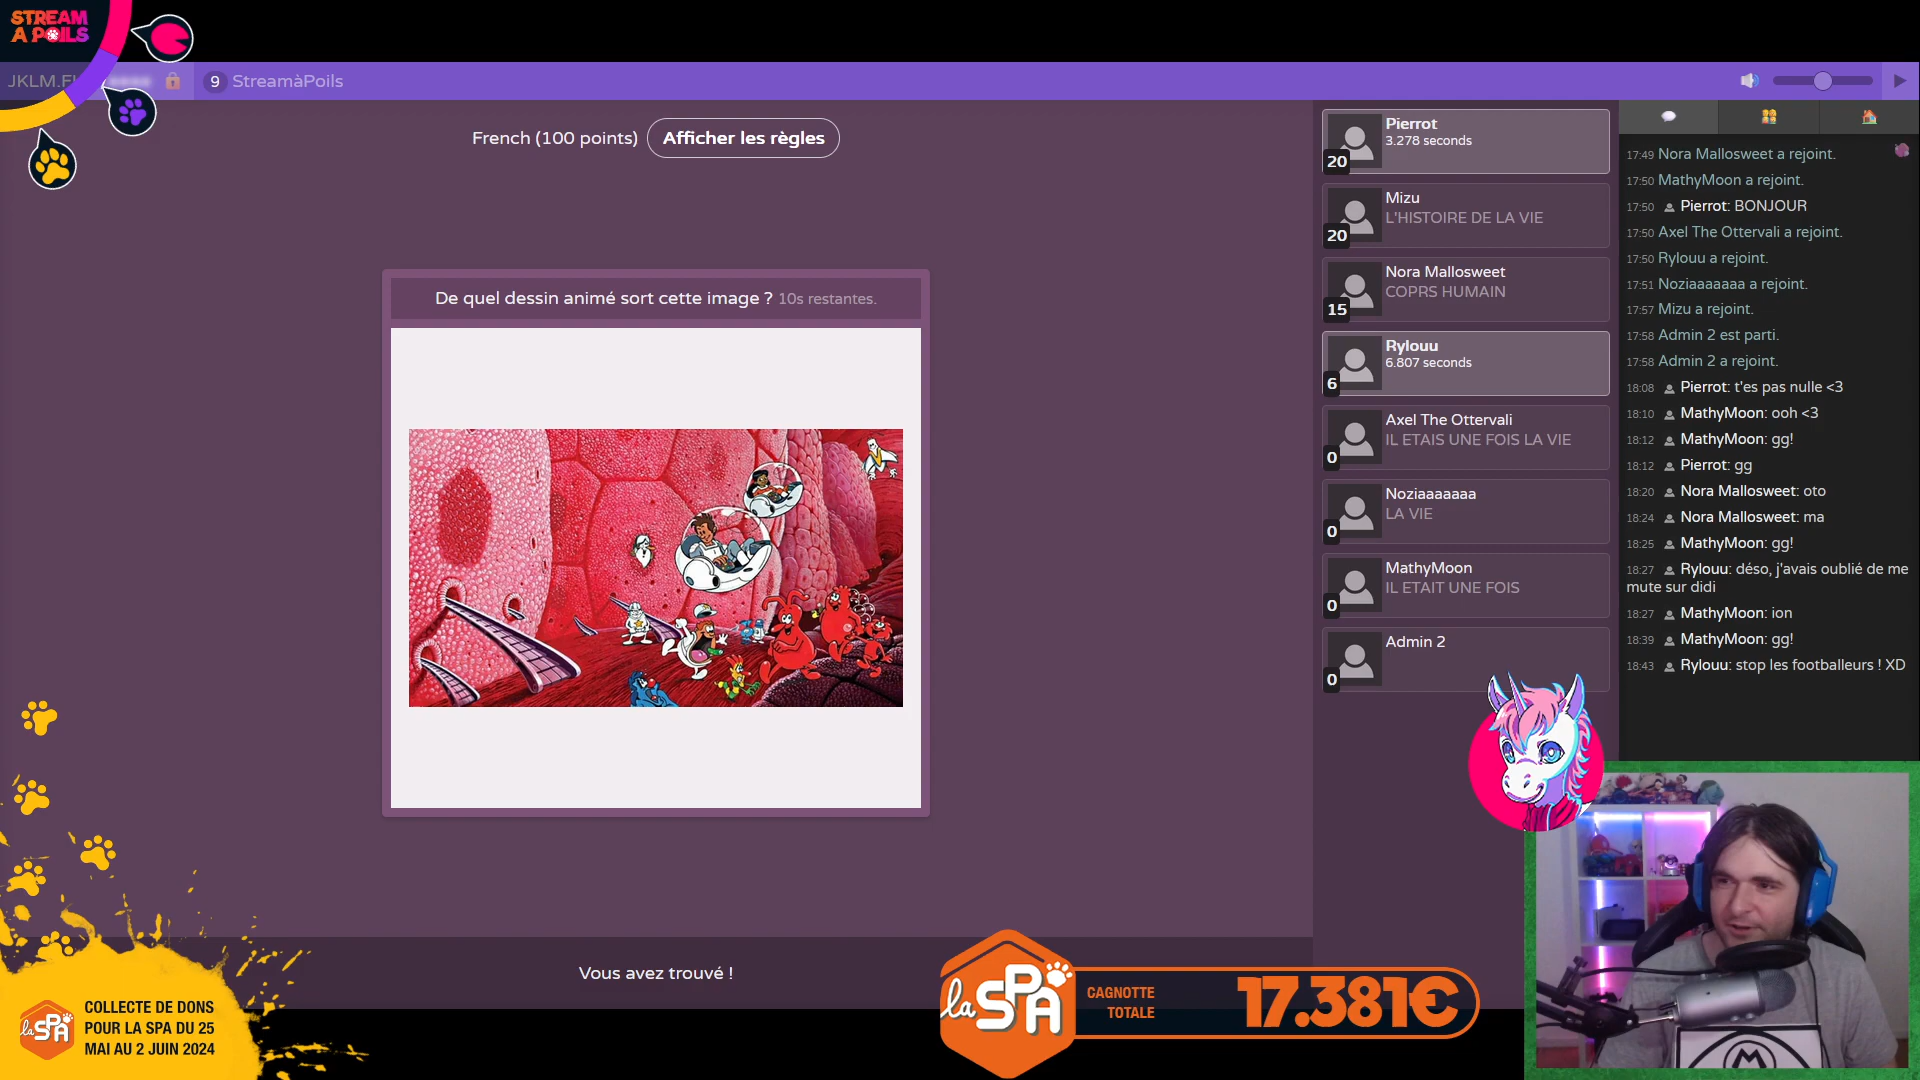 STREAM
A POILS
JKLM.F
9 StreamàPoils
French (100 points) Afficher les règles
De quel dessin animé sort cette image ? 10s restantes.
Vous avez trouvé !
Pierrot
3.278 seconds
20
Mizu
L'HISTOIRE DE LA VIE
20
Nora Mallosweet
COPRS HUMAIN
15
Rylouu
6.807 seconds
6
Axel The Ottervali
IL ETAIS UNE FOIS LA VIE
0
Noziaaaaaaa
LA VIE
0
MathyMoon
IL ETAIT UNE FOIS
0
Admin 2
0
17:49 Nora Mallosweet a rejoint.
17:50 MathyMoon a rejoint.
17:50 Pierrot: BONJOUR
17:50 Axel The Ottervali a rejoint.
17:50 Rylouu a rejoint.
17:51 Noziaaaaaaa a rejoint.
17:57 Mizu a rejoint.
17:58 Admin 2 est parti.
17:58 Admin 2 a rejoint.
18:08 Pierrot: t'es pas nulle <3
18:10 MathyMoon: ooh <3
18:12 MathyMoon: gg!
18:12 Pierrot: gg
18:20 Nora Mallosweet: oto
18:24 Nora Mallosweet: ma
18:25 MathyMoon: gg!
18:27 Rylouu: déso, j'avais oublié de me
mute sur didi
18:27 MathyMoon: ion
18:39 MathyMoon: gg!
18:43 Rylouu: stop les footballeurs ! XD
la SPA
COLLECTE DE DONS
POUR LA SPA DU 25
MAI AU 2 JUIN 2024
la SPA
CAGNOTTE
TOTALE
17.381€
M